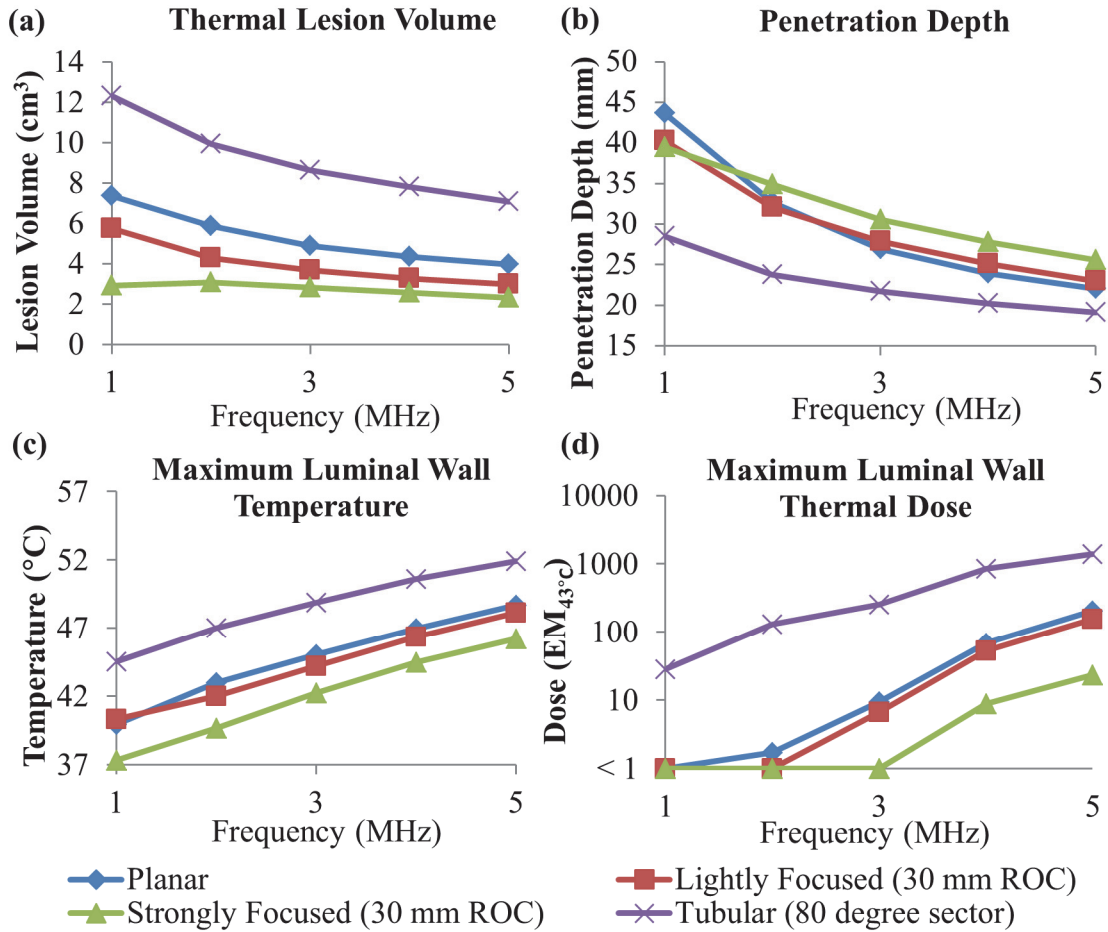 (a) Thermal Lesion Volume
Lesion Volume (cm³)
14
12
10
8
6
4
2
0
1 3 5
Frequency (MHz)
(b) Penetration Depth
Penetration Depth (mm)
50
45
40
35
30
25
20
15
1 3 5
Frequency (MHz)
(c) Maximum Luminal Wall
Temperature
Temperature (°C)
57
52
47
42
37
1 3 5
Frequency (MHz)
(d) Maximum Luminal Wall
Thermal Dose
Dose (EM43°C)
10000
1000
100
10
< 1
1 3 5
Frequency (MHz)
Planar
Lightly Focused (30 mm ROC)
Strongly Focused (30 mm ROC)
Tubular (80 degree sector)